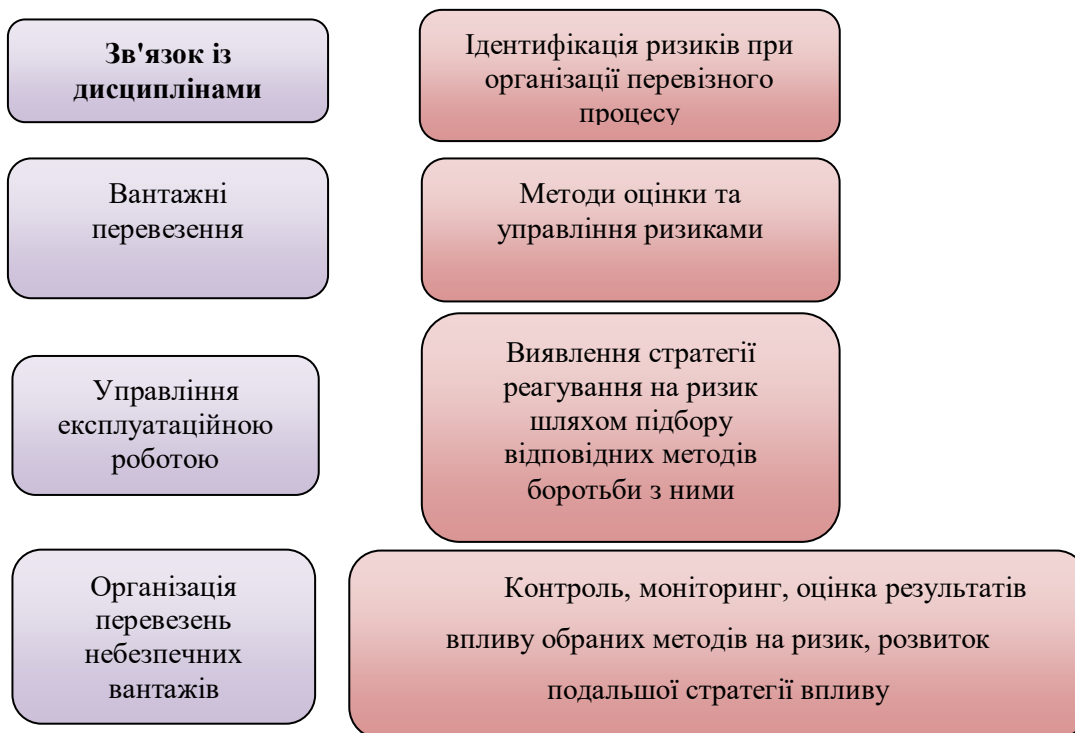 Зв'язок із
дисциплінами
Ідентифікація ризиків при
організації перевізного
процесу
Вантажні
перевезення
Методи оцінки та
управління ризиками
Управління
експлуатаційною
роботою
Виявлення стратегії
реагування на ризик
шляхом підбору
відповідних методів
боротьби з ними
Організація
перевезень
небезпечних
вантажів
Контроль, моніторинг, оцінка результатів
впливу обраних методів на ризик, розвиток
подальшої стратегії впливу